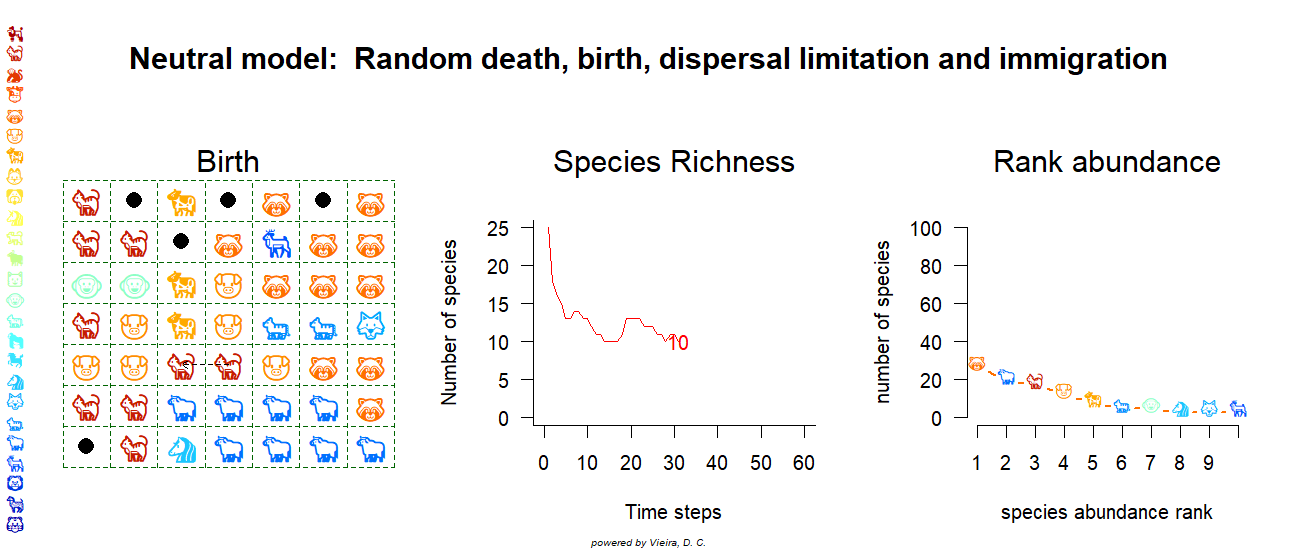 Neutral model:  Random death, birth, dispersal limitation and immigration
Birth
Species Richness
Rank abundance
Number of species
25
20
15
10
5
0
10
0 10 20 30 40 50 60
Time steps
number of species
100
80
60
40
20
0
1 2 3 4 5 6 7 8 9
species abundance rank
powered by Vieira, D. C.